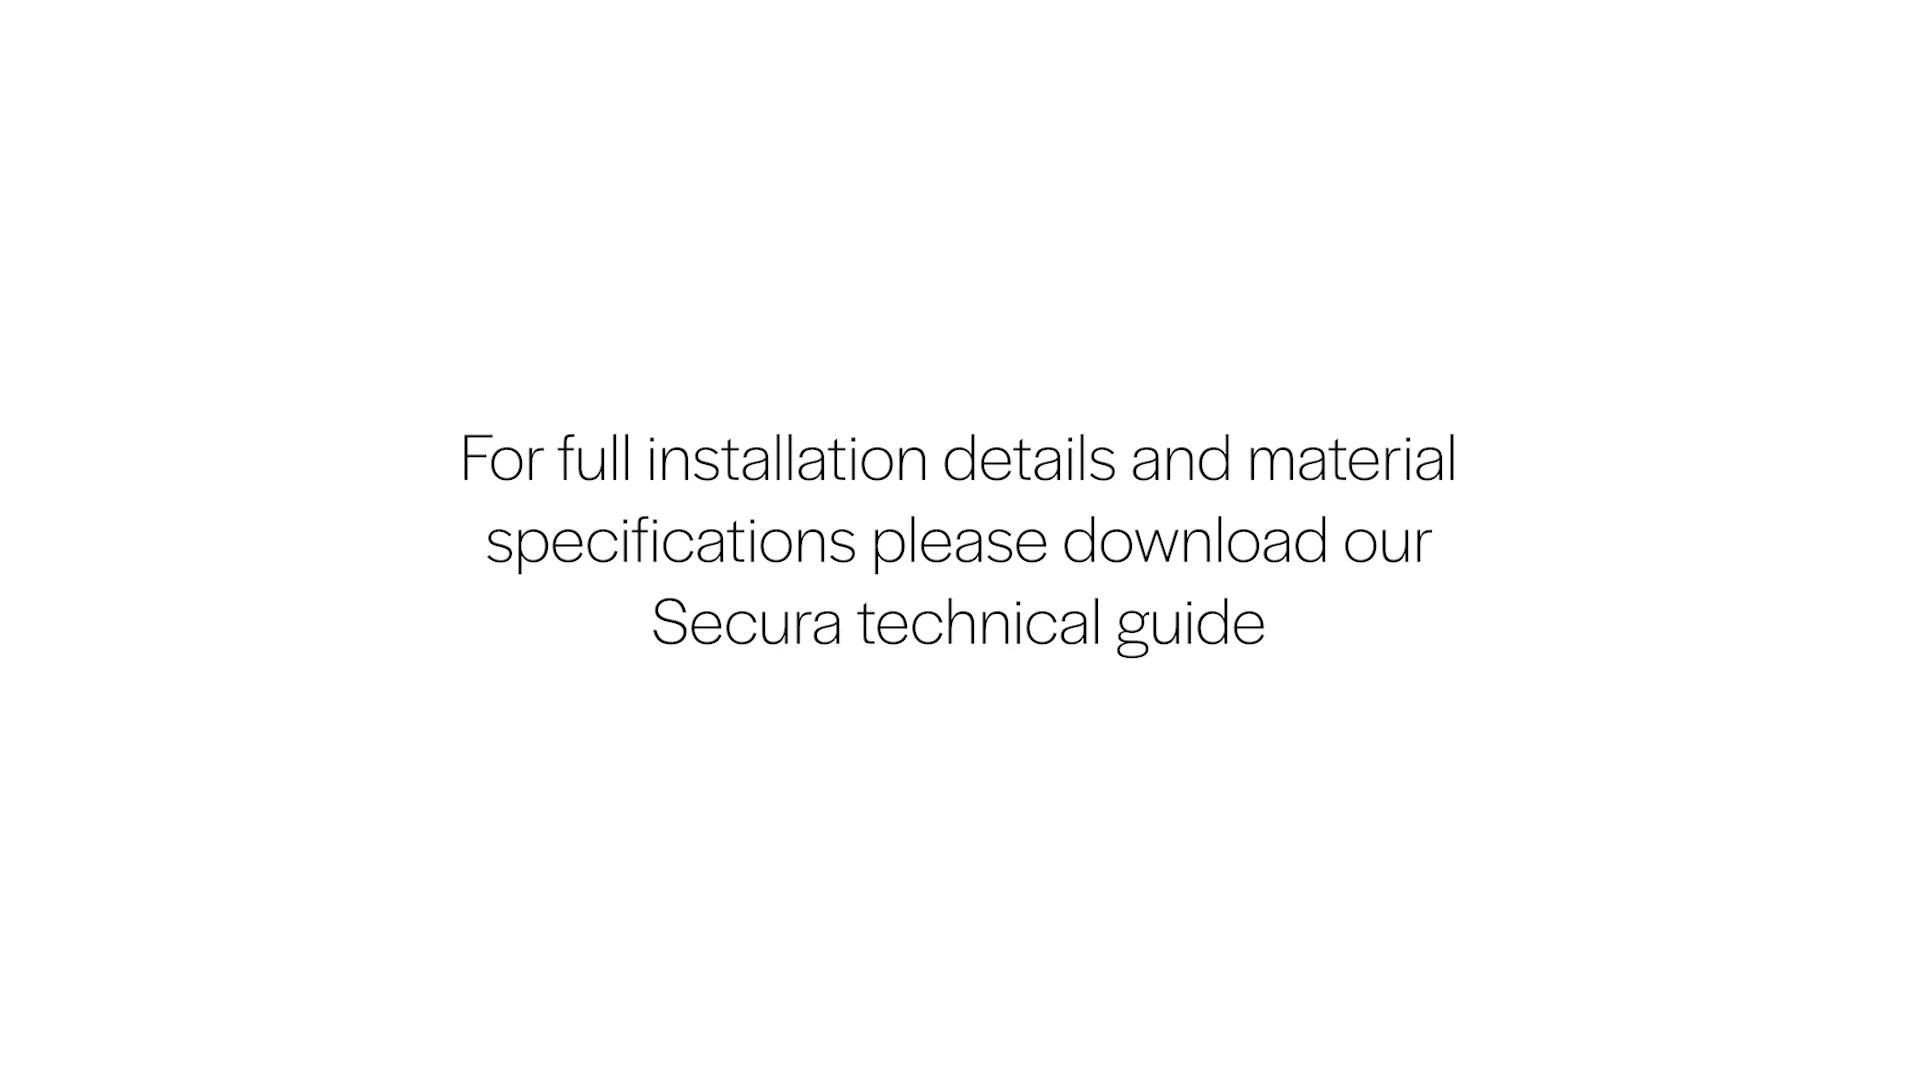 For full installation details and material
specifications please download our
Secura technical guide